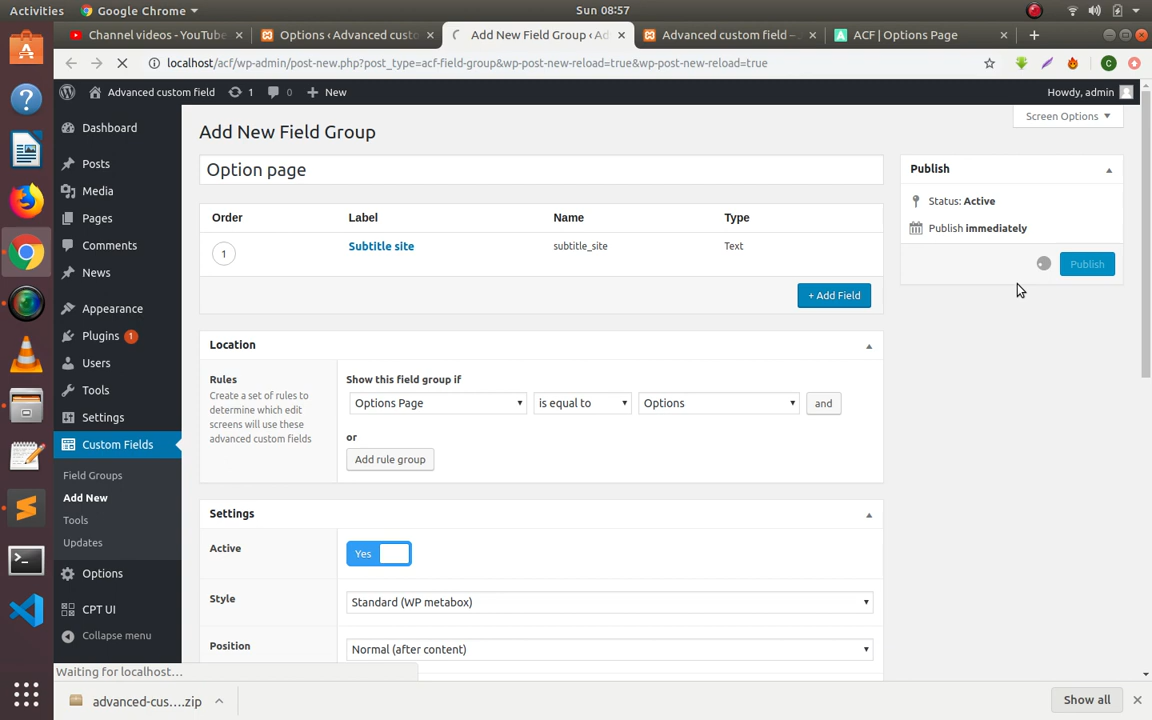 Activities
Google Chrome
Sun 08:57
Channel videos - YouTube
Options ‹ Advanced custo
Add New Field Group ‹ Ad
Advanced custom field – ...
ACF | Options Page
localhost/acf/wp-admin/post-new.php?post_type=acf-field-group&wp-post-new-reload=true&wp-post-new-reload=true
C
Advanced custom field
1
0
New
Howdy, admin
Screen Options
Dashboard
Posts
Media
Pages
Comments
News
Appearance
Plugins 1
Users
Tools
Settings
Custom Fields
Field Groups
Add New
Tools
Updates
Options
CPT UI
Collapse menu
Add New Field Group
Option page
Order
Label
Name
Type
1
Subtitle site
subtitle_site
Text
+ Add Field
Publish
Status: Active
Publish immediately
Publish
Location
Rules
Create a set of rules to
determine which edit
screens will use these
advanced custom fields
Show this field group if
Options Page
is equal to
Options
and
or
Add rule group
Settings
Active
Yes
Style
Standard (WP metabox)
Position
Normal (after content)
Waiting for localhost...
advanced-cus....zip
Show all